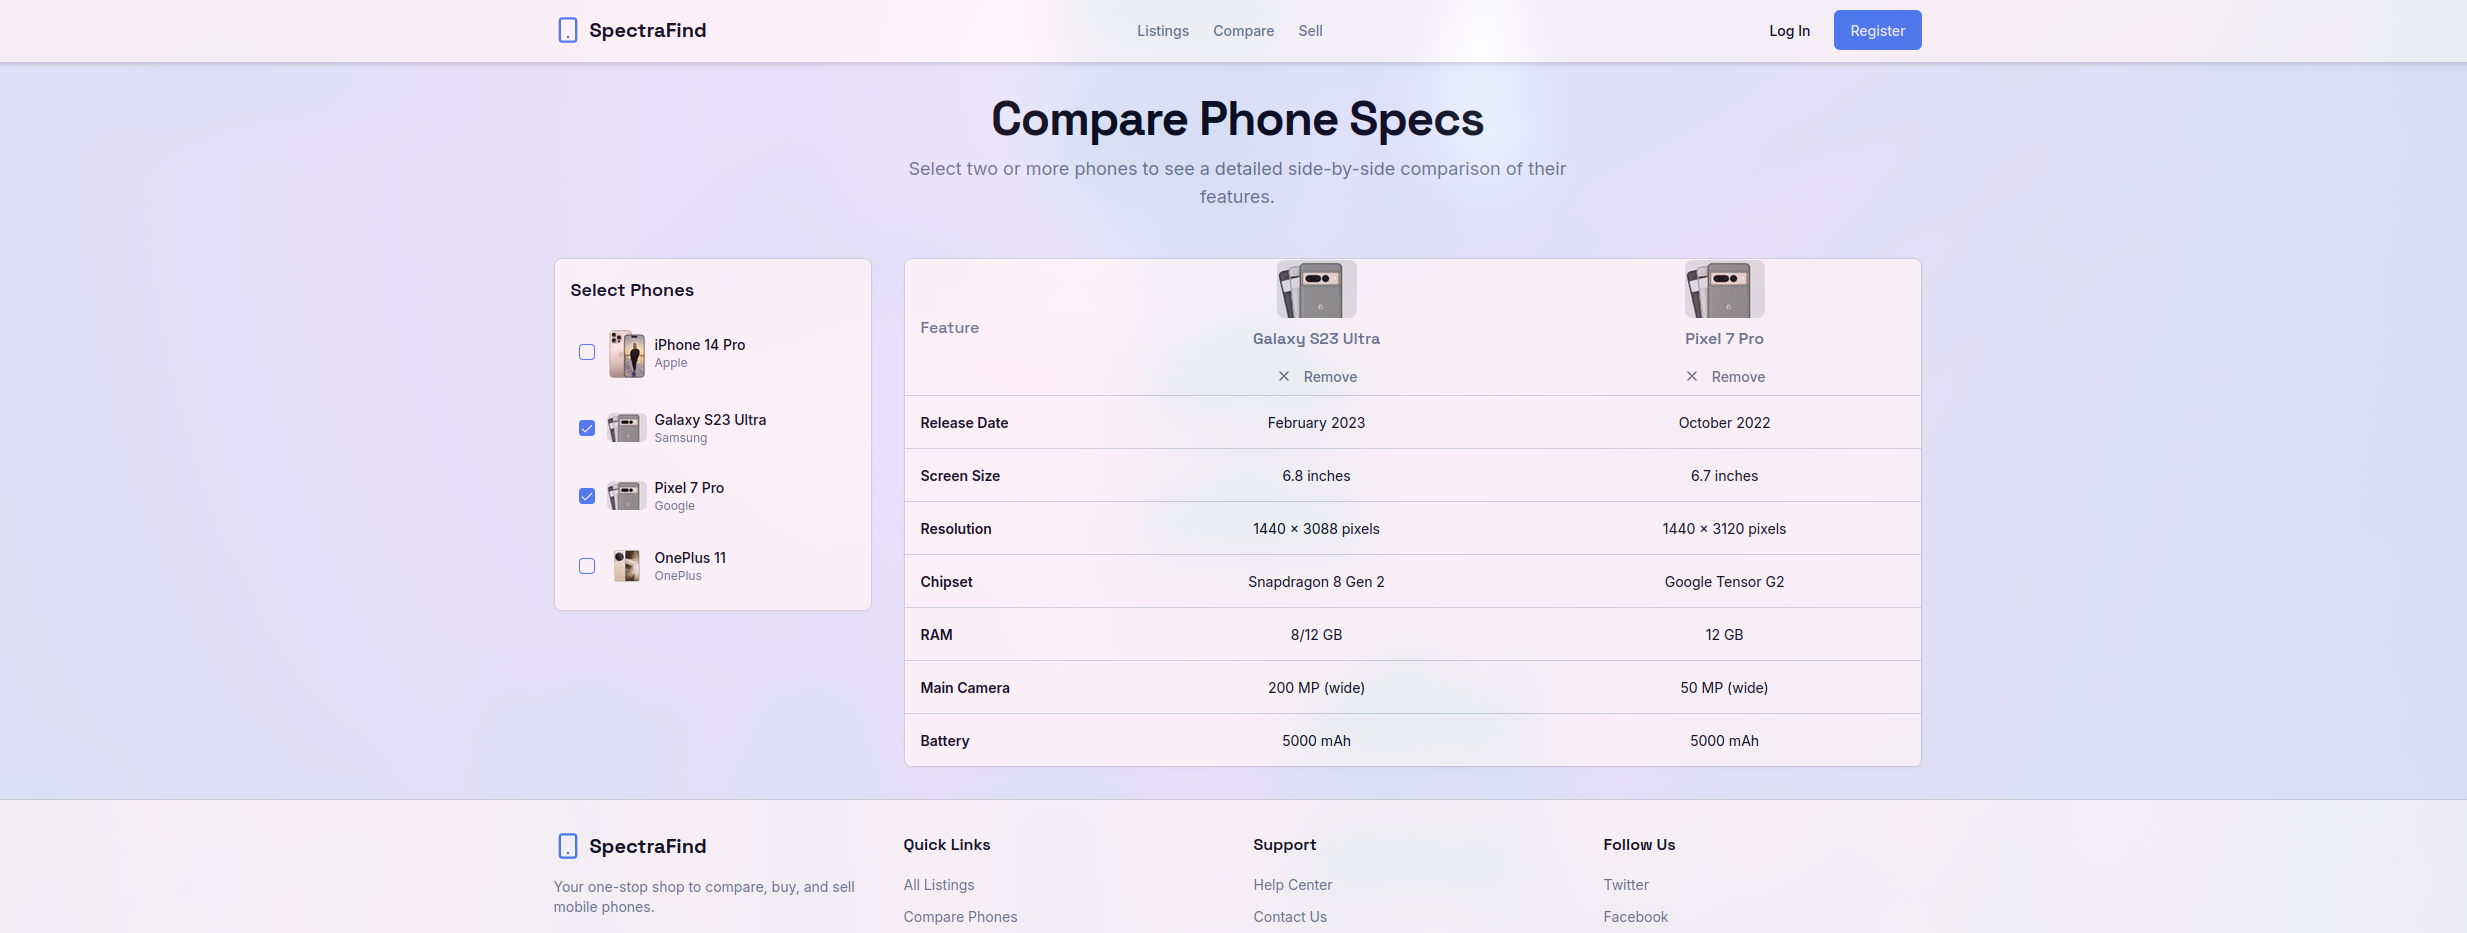 SpectraFind
Listings Compare Sell
Log In Register
Compare Phone Specs
Select two or more phones to see a detailed side-by-side comparison of their
features.
Select Phones
iPhone 14 Pro
Apple
Galaxy S23 Ultra
Samsung
Pixel 7 Pro
Google
OnePlus 11
OnePlus
Feature
Galaxy S23 Ultra
Remove
Pixel 7 Pro
Remove
Release Date February 2023 October 2022
Screen Size 6.8 inches 6.7 inches
Resolution 1440 × 3088 pixels 1440 × 3120 pixels
Chipset Snapdragon 8 Gen 2 Google Tensor G2
RAM 8/12 GB 12 GB
Main Camera 200 MP (wide) 50 MP (wide)
Battery 5000 mAh 5000 mAh
SpectraFind
Your one-stop shop to compare, buy, and sell
mobile phones.
Quick Links
All Listings
Compare Phones
Support
Help Center
Contact Us
Follow Us
Twitter
Facebook